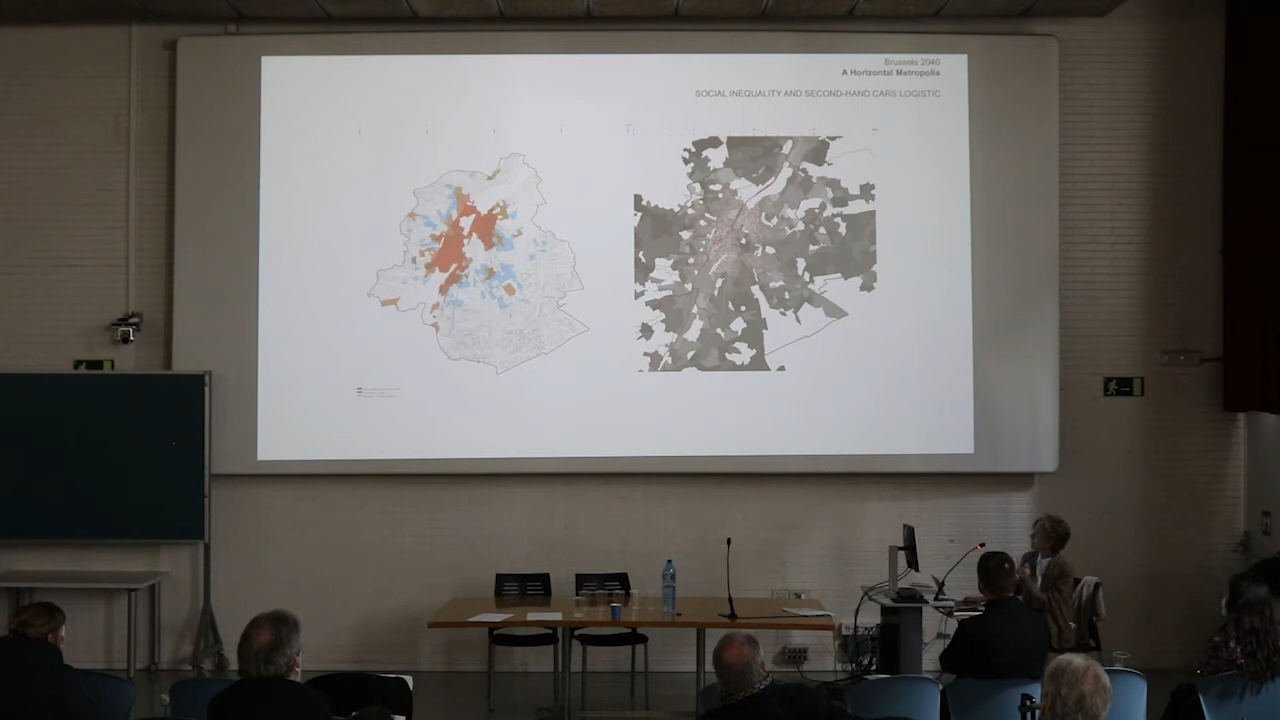 Brussels 2040
A Horizontal Metropolis
SOCIAL INEQUALITY AND SECOND-HAND CARS LOGISTIC